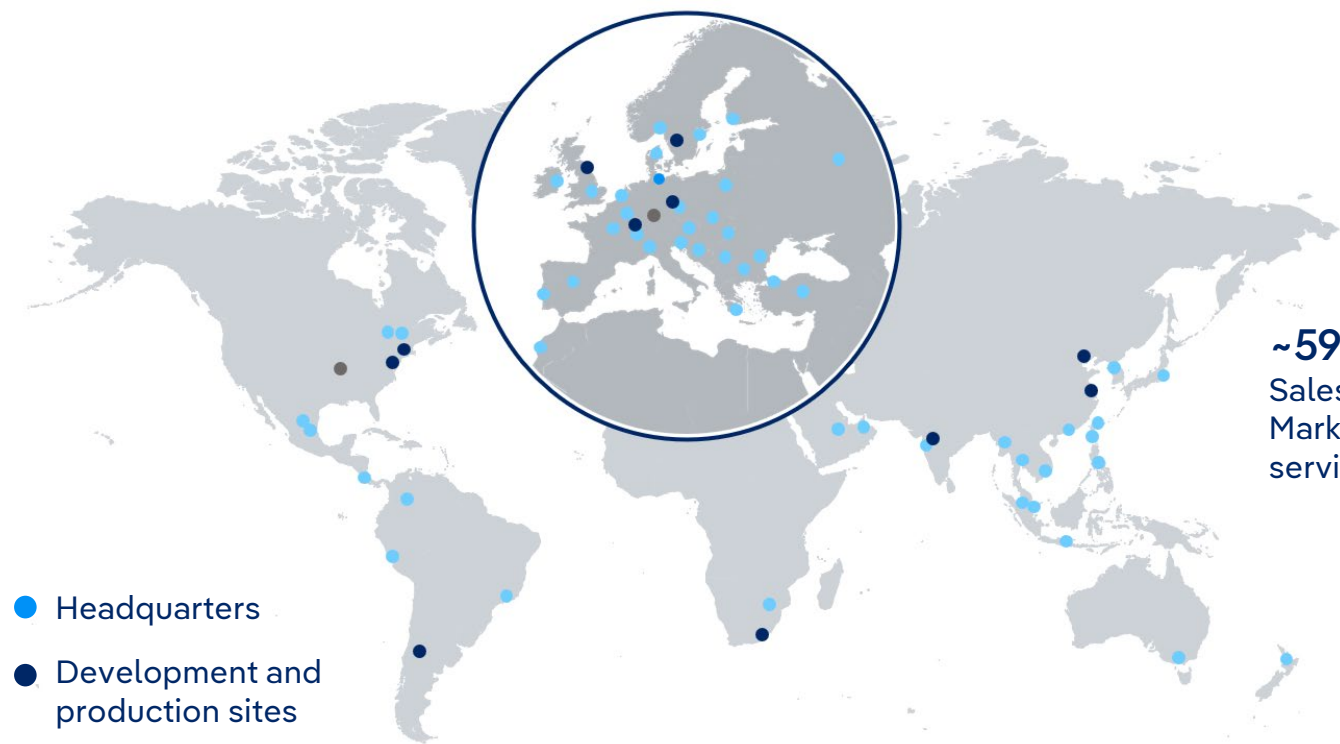 ~59
Sales
Mark
servi
Headquarters
Development and
production sites